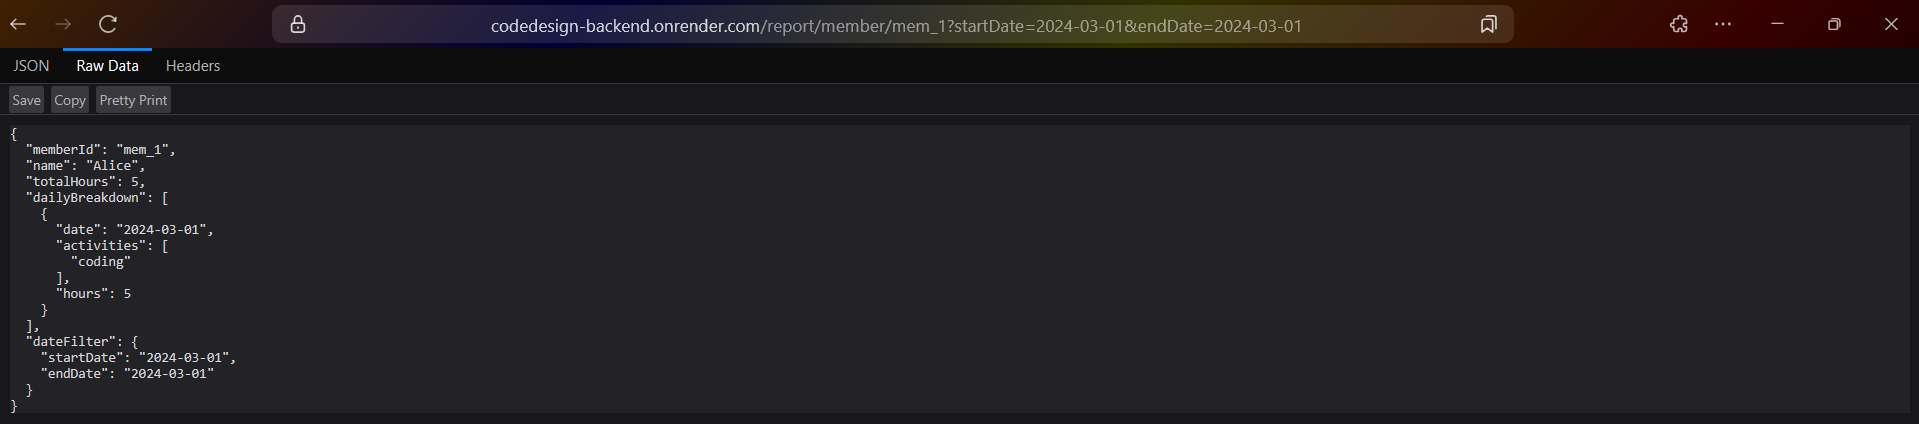 codedesign-backend.onrender.com/report/member/mem_1?startDate=2024-03-01&endDate=2024-03-01
JSON Raw Data Headers
Save Copy Pretty Print
{
  "memberId": "mem_1",
  "name": "Alice",
  "totalHours": 5,
  "dailyBreakdown": [
    {
      "date": "2024-03-01",
      "activities": [
        "coding"
      ],
      "hours": 5
    }
  ],
  "dateFilter": {
    "startDate": "2024-03-01",
    "endDate": "2024-03-01"
  }
}